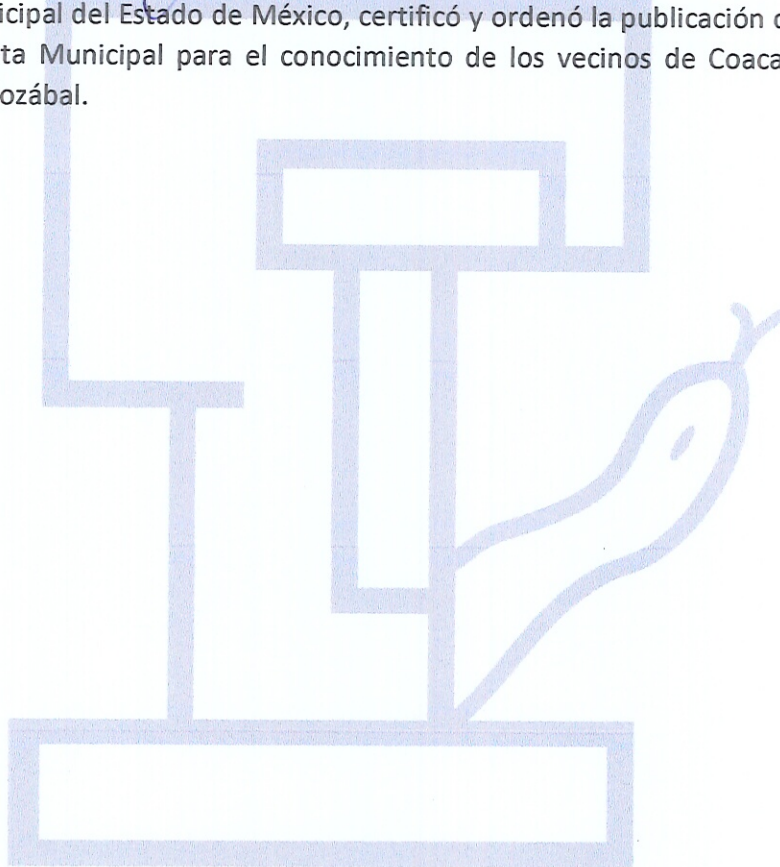 icipal del Estado de México, certificó y ordenó la publicación
ta Municipal para el conocimiento de los vecinos de Coaca
ozábal.